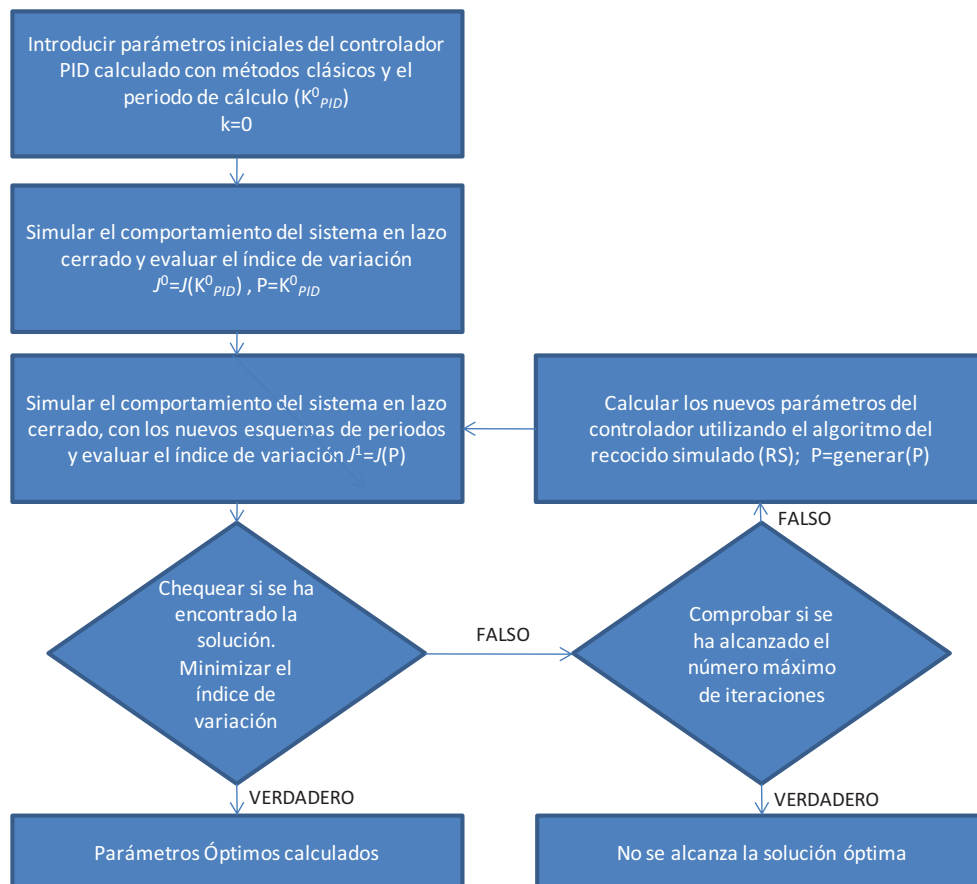 Introducir parámetros iniciales del controlador
PID calculado con métodos clásicos y el
periodo de cálculo (K⁰PID)
k=0
Simular el comportamiento del sistema en lazo
cerrado y evaluar el índice de variación
J⁰=J(K⁰PID) , P=K⁰PID
Simular el comportamiento del sistema en lazo
cerrado, con los nuevos esquemas de periodos
y evaluar el índice de variación J¹=J(P)
Calcular los nuevos parámetros del
controlador utilizando el algoritmo del
recocido simulado (RS); P=generar(P)
FALSO
Chequear si se ha
encontrado la
solución.
Minimizar el
índice de
variación
FALSO
Comprobar si se
ha alcanzado el
número máximo
de iteraciones
VERDADERO
VERDADERO
Parámetros Óptimos calculados
No se alcanza la solución óptima